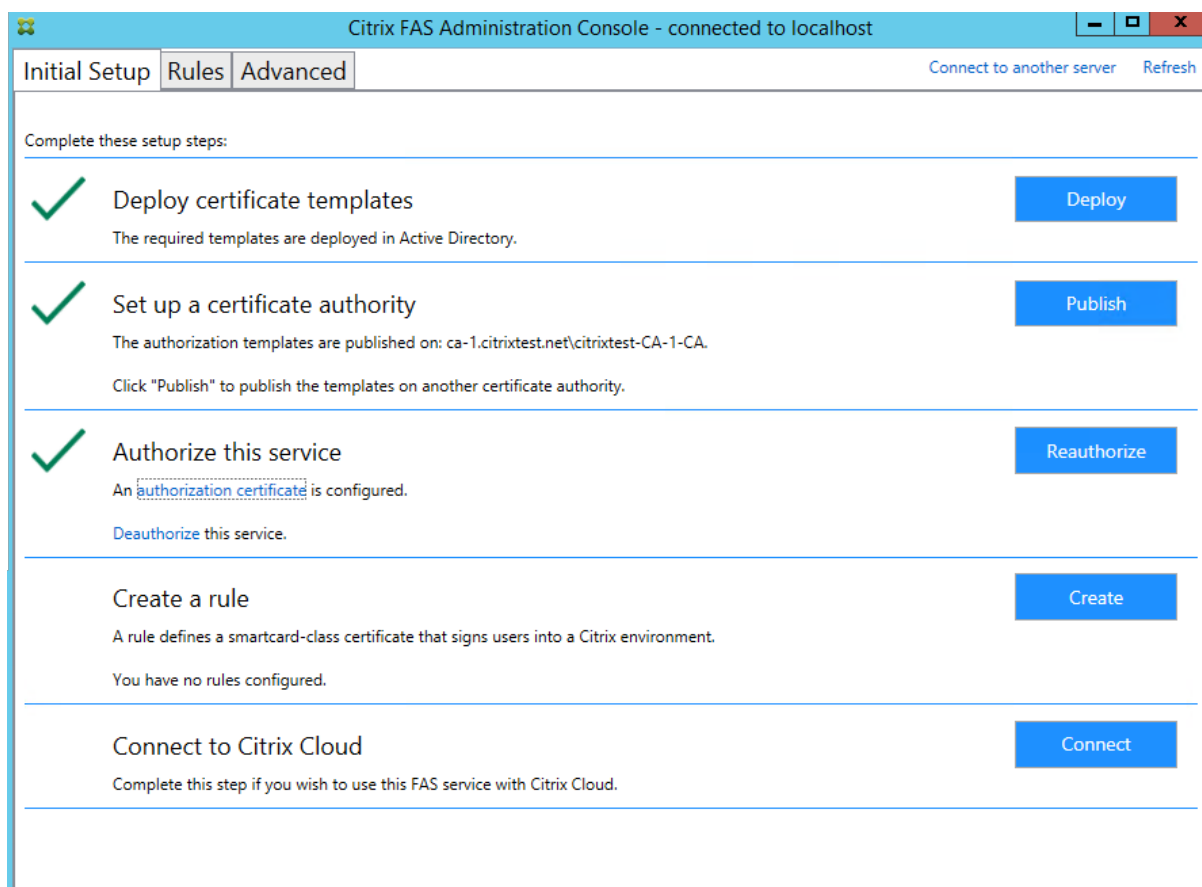 Citrix FAS Administration Console - connected to localhost
Initial Setup Rules Advanced Connect to another server Refresh
Complete these setup steps:
Deploy certificate templates Deploy
The required templates are deployed in Active Directory.
Set up a certificate authority Publish
The authorization templates are published on: ca-1.citrixtest.net\citrixtest-CA-1-CA.
Click "Publish" to publish the templates on another certificate authority.
Authorize this service Reauthorize
An authorization certificate is configured.
Deauthorize this service.
Create a rule Create
A rule defines a smartcard-class certificate that signs users into a Citrix environment.
You have no rules configured.
Connect to Citrix Cloud Connect
Complete this step if you wish to use this FAS service with Citrix Cloud.